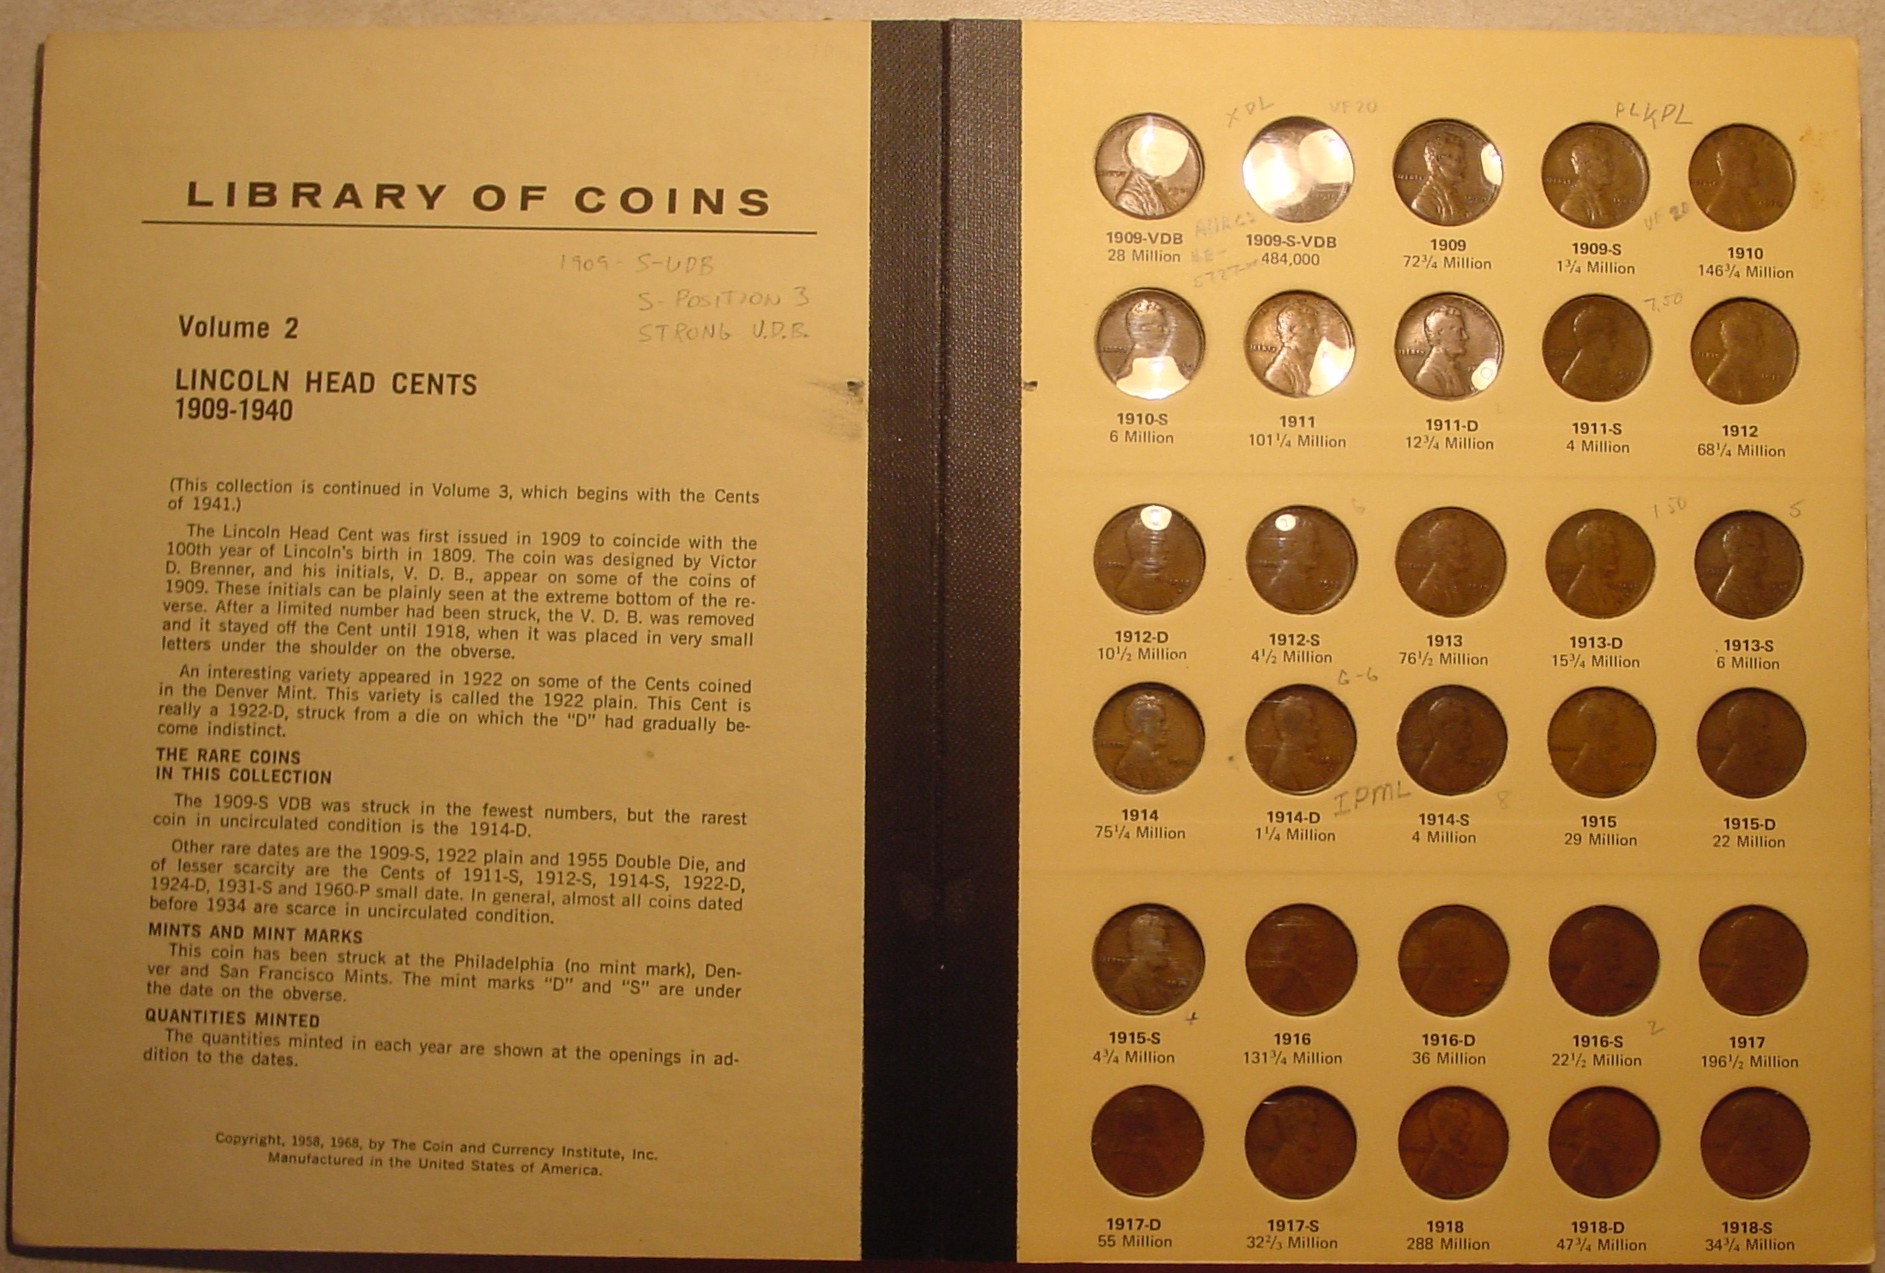 LIBRARY OF COINS
1909- S-VDB
S-POSITION 3
STRONG V.D.B.
Volume 2
LINCOLN HEAD CENTS
1909-1940
(This collection is continued in Volume 3, which begins with the Cents
of 1941.)
The Lincoln Head Cent was first issued in 1909 to coincide with the
100th year of Lincoln's birth in 1809. The coin was designed by Victor
D. Brenner, and his initials, V. D. B., appear on some of the coins of
1909. These initials can be plainly seen at the extreme bottom of the re-
verse. After a limited number had been struck, the V. D. B. was removed
and it stayed off the Cent until 1918, when it was placed in very small
letters under the shoulder on the obverse.
An interesting variety appeared in 1922 on some of the Cents coined
in the Denver Mint. This variety is called the 1922 plain. This Cent is
really a 1922-D, struck from a die on which the "D" had gradually be-
come indistinct.
THE RARE COINS
IN THIS COLLECTION
The 1909-S VDB was struck in the fewest numbers, but the rarest
coin in uncirculated condition is the 1914-D.
Other rare dates are the 1909-S, 1922 plain and 1955 Double Die, and
of lesser scarcity are the Cents of 1911-S, 1912-S, 1914-S, 1922-D,
1924-D, 1931-S and 1960-P small date. In general, almost all coins dated
before 1934 are scarce in uncirculated condition.
MINTS AND MINT MARKS
This coin has been struck at the Philadelphia (no mint mark), Den-
ver and San Francisco Mints. The mint marks "D" and "S" are under
the date on the obverse.
QUANTITIES MINTED
The quantities minted in each year are shown at the openings in ad-
dition to the dates.
Copyright, 1958, 1968, by The Coin and Currency Institute, Inc.
Manufactured in the United States of America.
XPL VF 20 PLKPL
1909-VDB 1909-S-VDB 1909 1909-S VF 20 1910
28 Million 484,000 72¾ Million 1¾ Million 146¾ Million
7.50
1910-S 1911 1911-D 1911-S 1912
6 Million 101¼ Million 12¾ Million 4 Million 68¼ Million
6 1.50 5
1912-D 1912-S 1913 1913-D 1913-S
10½ Million 4½ Million 76½ Million 15¾ Million 6 Million
G-6
1914 1914-D IPML 1914-S 8 1915 1915-D
75¼ Million 1¼ Million 4 Million 29 Million 22 Million
4 2
1915-S 1916 1916-D 1916-S 1917
4¾ Million 131¾ Million 36 Million 22½ Million 196½ Million
1917-D 1917-S 1918 1918-D 1918-S
55 Million 32⅔ Million 288 Million 47¾ Million 34¾ Million